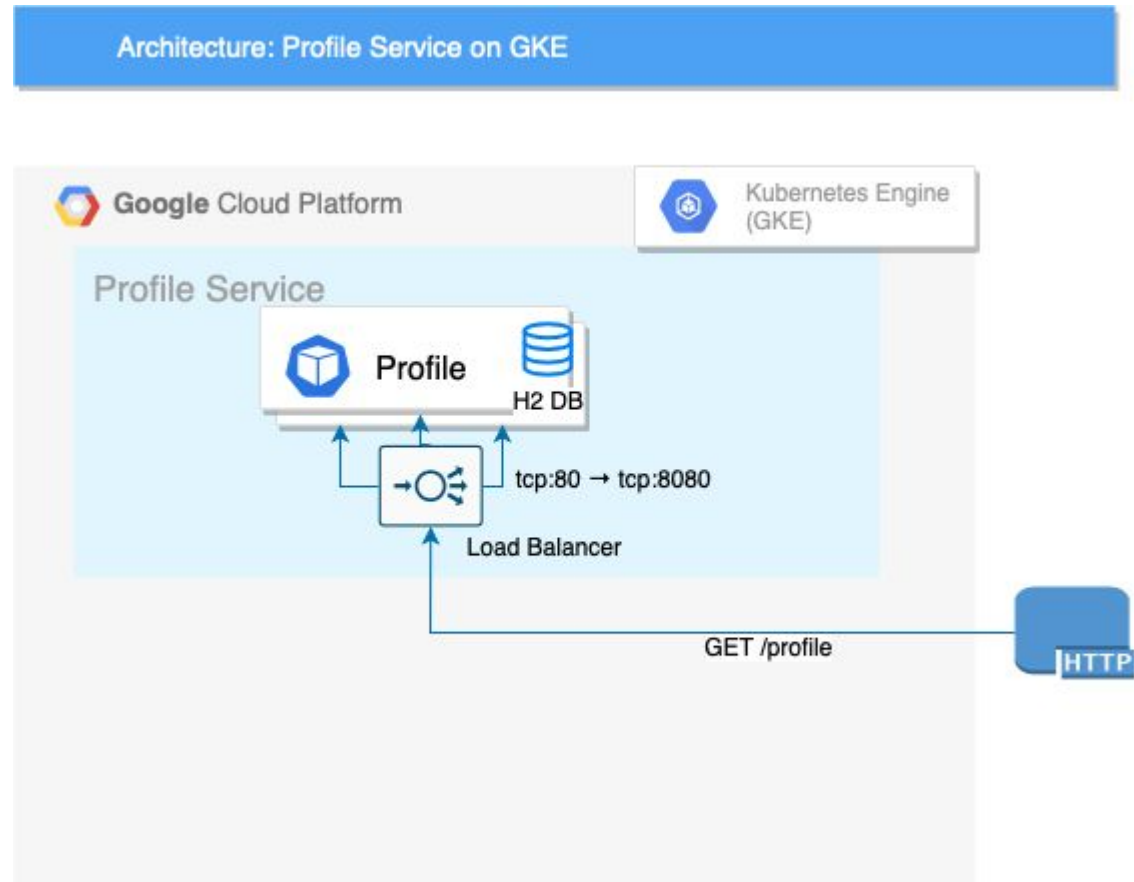 Architecture: Profile Service on GKE
Google Cloud Platform
Kubernetes Engine
(GKE)
Profile Service
Profile
H2 DB
tcp:80 → tcp:8080
Load Balancer
GET /profile
HTTP